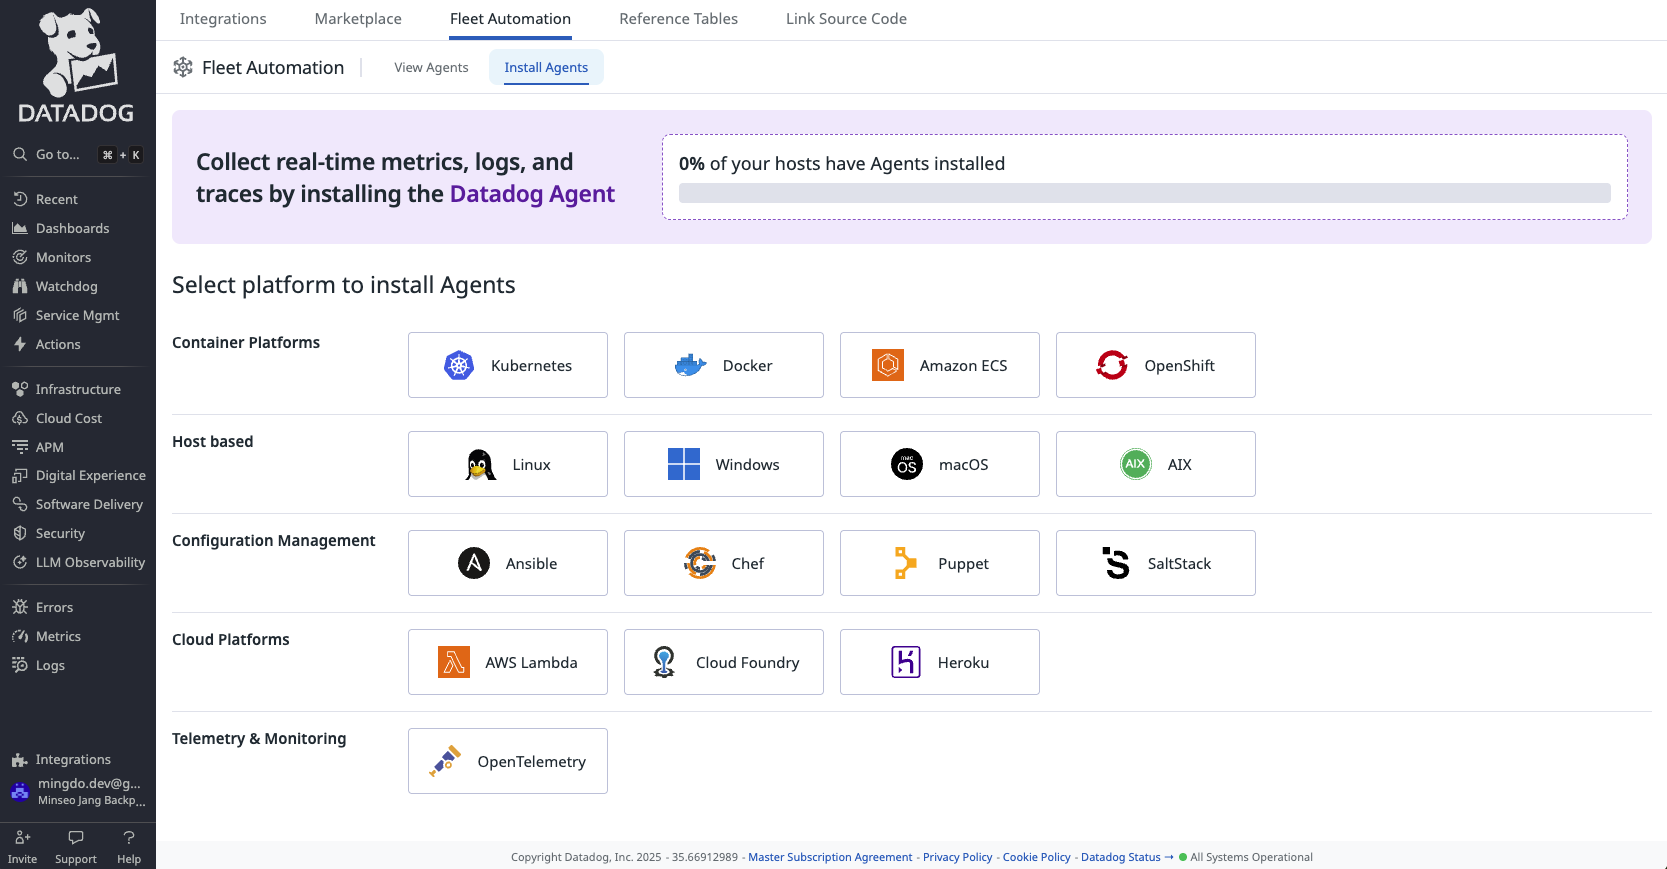 DATADOG
Go to... ⌘ + K
Recent
Dashboards
Monitors
Watchdog
Service Mgmt
Actions
Infrastructure
Cloud Cost
APM
Digital Experience
Software Delivery
Security
LLM Observability
Errors
Metrics
Logs
Integrations
mingdo.dev@g...
Minseo Jang Backp...
Invite Support Help
Integrations Marketplace Fleet Automation Reference Tables Link Source Code
Fleet Automation View Agents Install Agents
Collect real-time metrics, logs, and
traces by installing the Datadog Agent
0% of your hosts have Agents installed
Select platform to install Agents
Container Platforms Kubernetes Docker Amazon ECS OpenShift
Host based Linux Windows mac OS macOS AIX AIX
Configuration Management Ansible Chef Puppet SaltStack
Cloud Platforms AWS Lambda Cloud Foundry Heroku
Telemetry & Monitoring OpenTelemetry
Copyright Datadog, Inc. 2025 - 35.66912989 - Master Subscription Agreement - Privacy Policy - Cookie Policy - Datadog Status → All Systems Operational